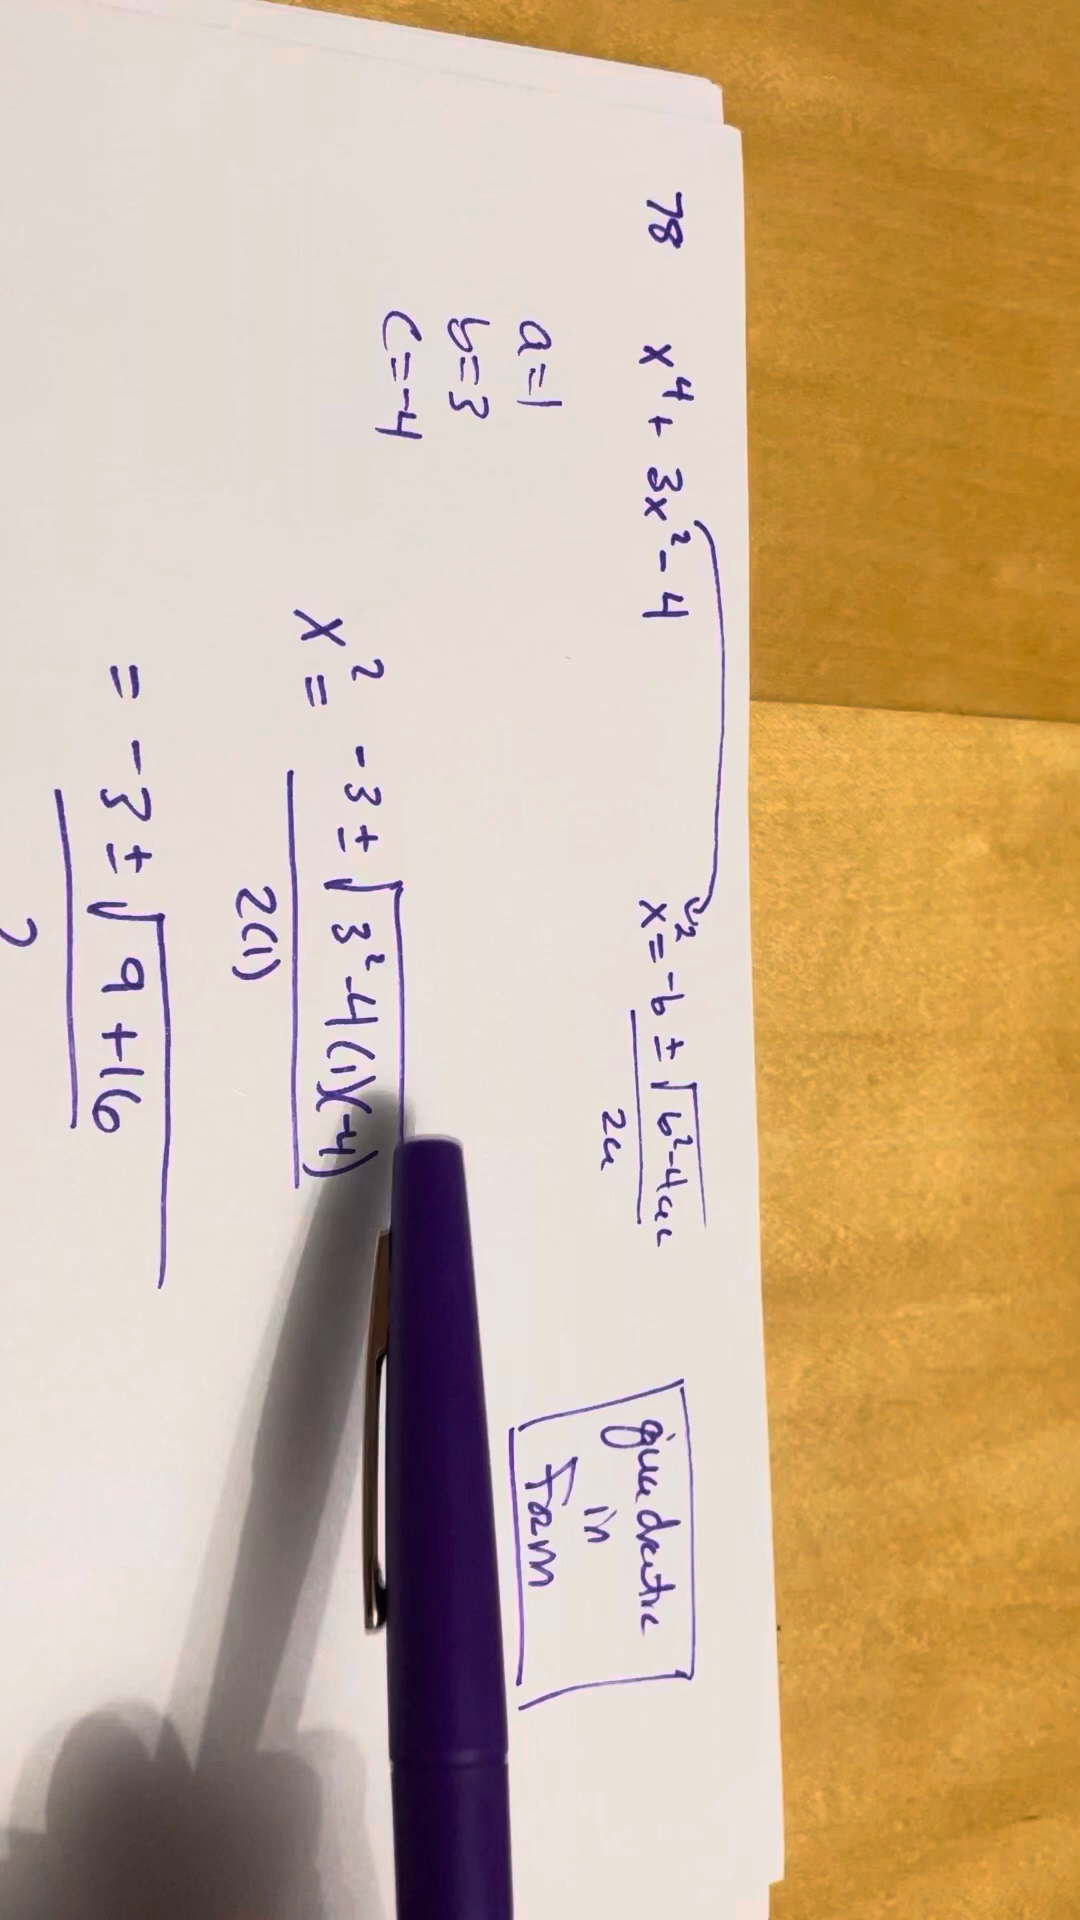 78 x⁴ + 3x² - 4 x² = -b ± √b²-4ac
2a
quadratic
in
Form
a=1
b=3
c=-4
x² = -3 ± √3²-4(1)(-4)
2(1)
= -3 ± √9+16
2